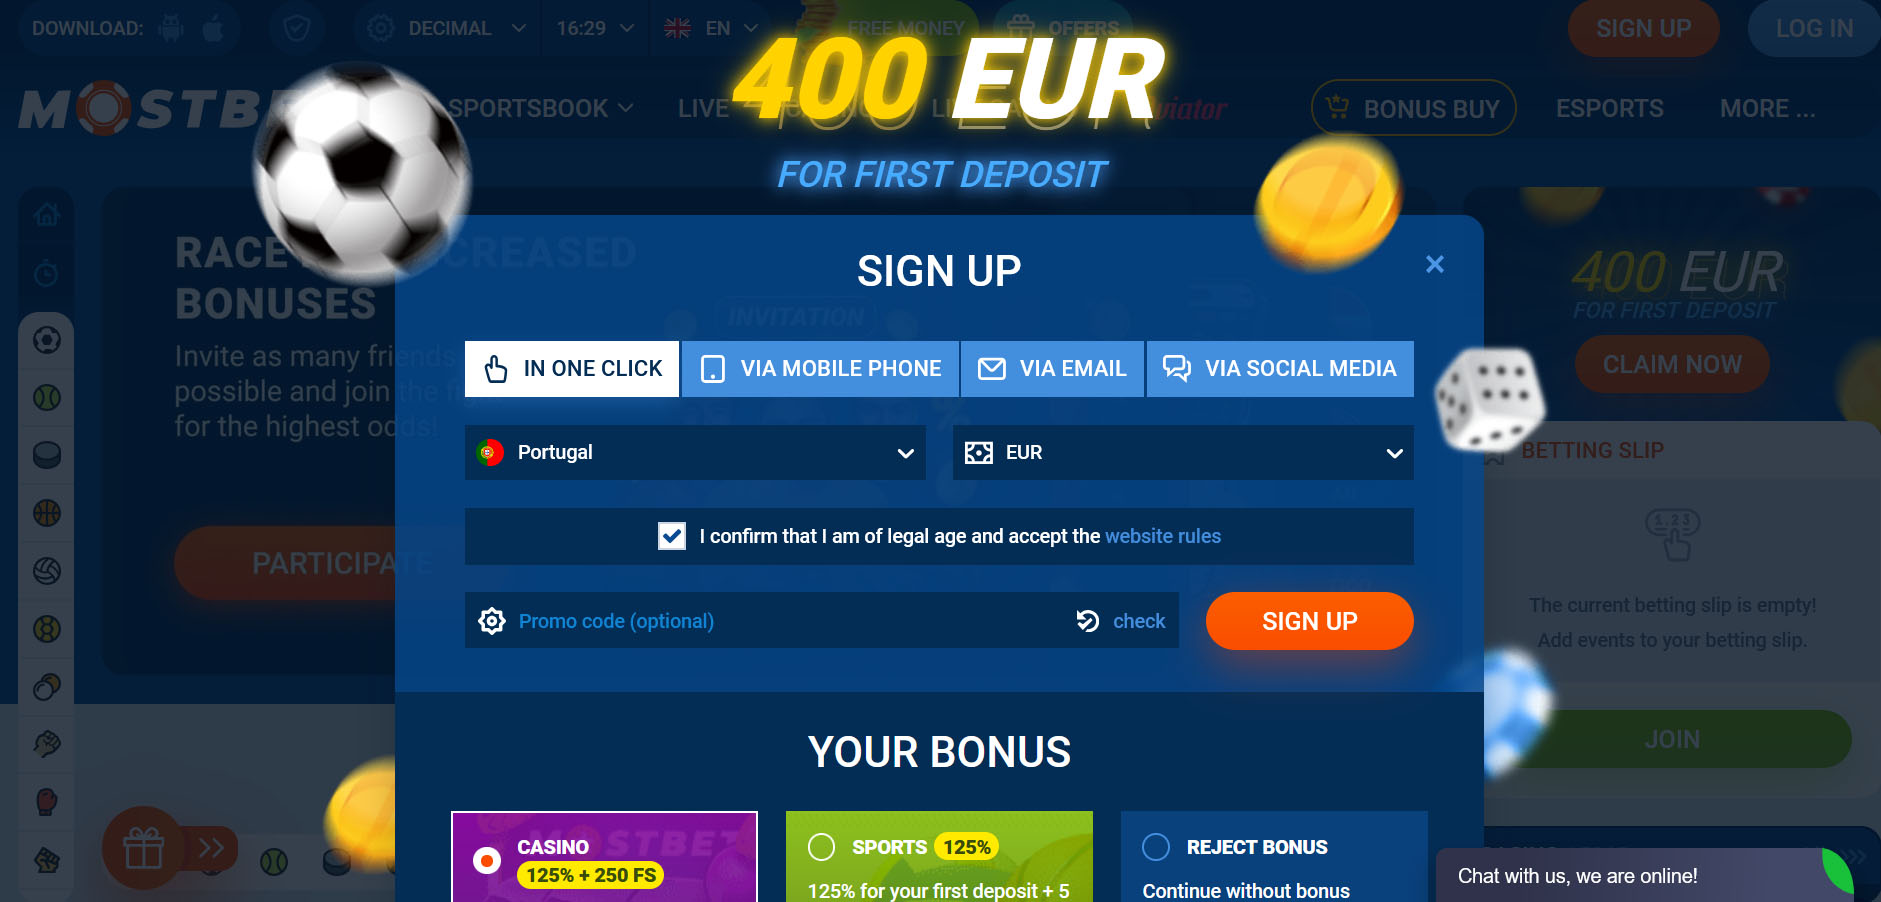 DOWNLOAD:
DECIMAL
16:29
EN
FREE MONEY
OFFERS
SIGN UP
LOG IN
400 EUR
FOR FIRST DEPOSIT
MOSTBET
SPORTSBOOK
LIVE
BONUS BUY
ESPORTS
MORE ...
BONUSES
Invite as many friends
possible and join the
for the highest odds!
PARTICIPATE
SIGN UP
INVITATION
IN ONE CLICK
VIA MOBILE PHONE
VIA EMAIL
VIA SOCIAL MEDIA
Portugal
EUR
I confirm that I am of legal age and accept the website rules
Promo code (optional)
check
SIGN UP
YOUR BONUS
CASINO
125% + 250 FS
SPORTS 125%
125% for your first deposit + 5
REJECT BONUS
Continue without bonus
400 EUR
FOR FIRST DEPOSIT
CLAIM NOW
BETTING SLIP
1.23
The current betting slip is empty!
Add events to your betting slip.
JOIN
Chat with us, we are online!